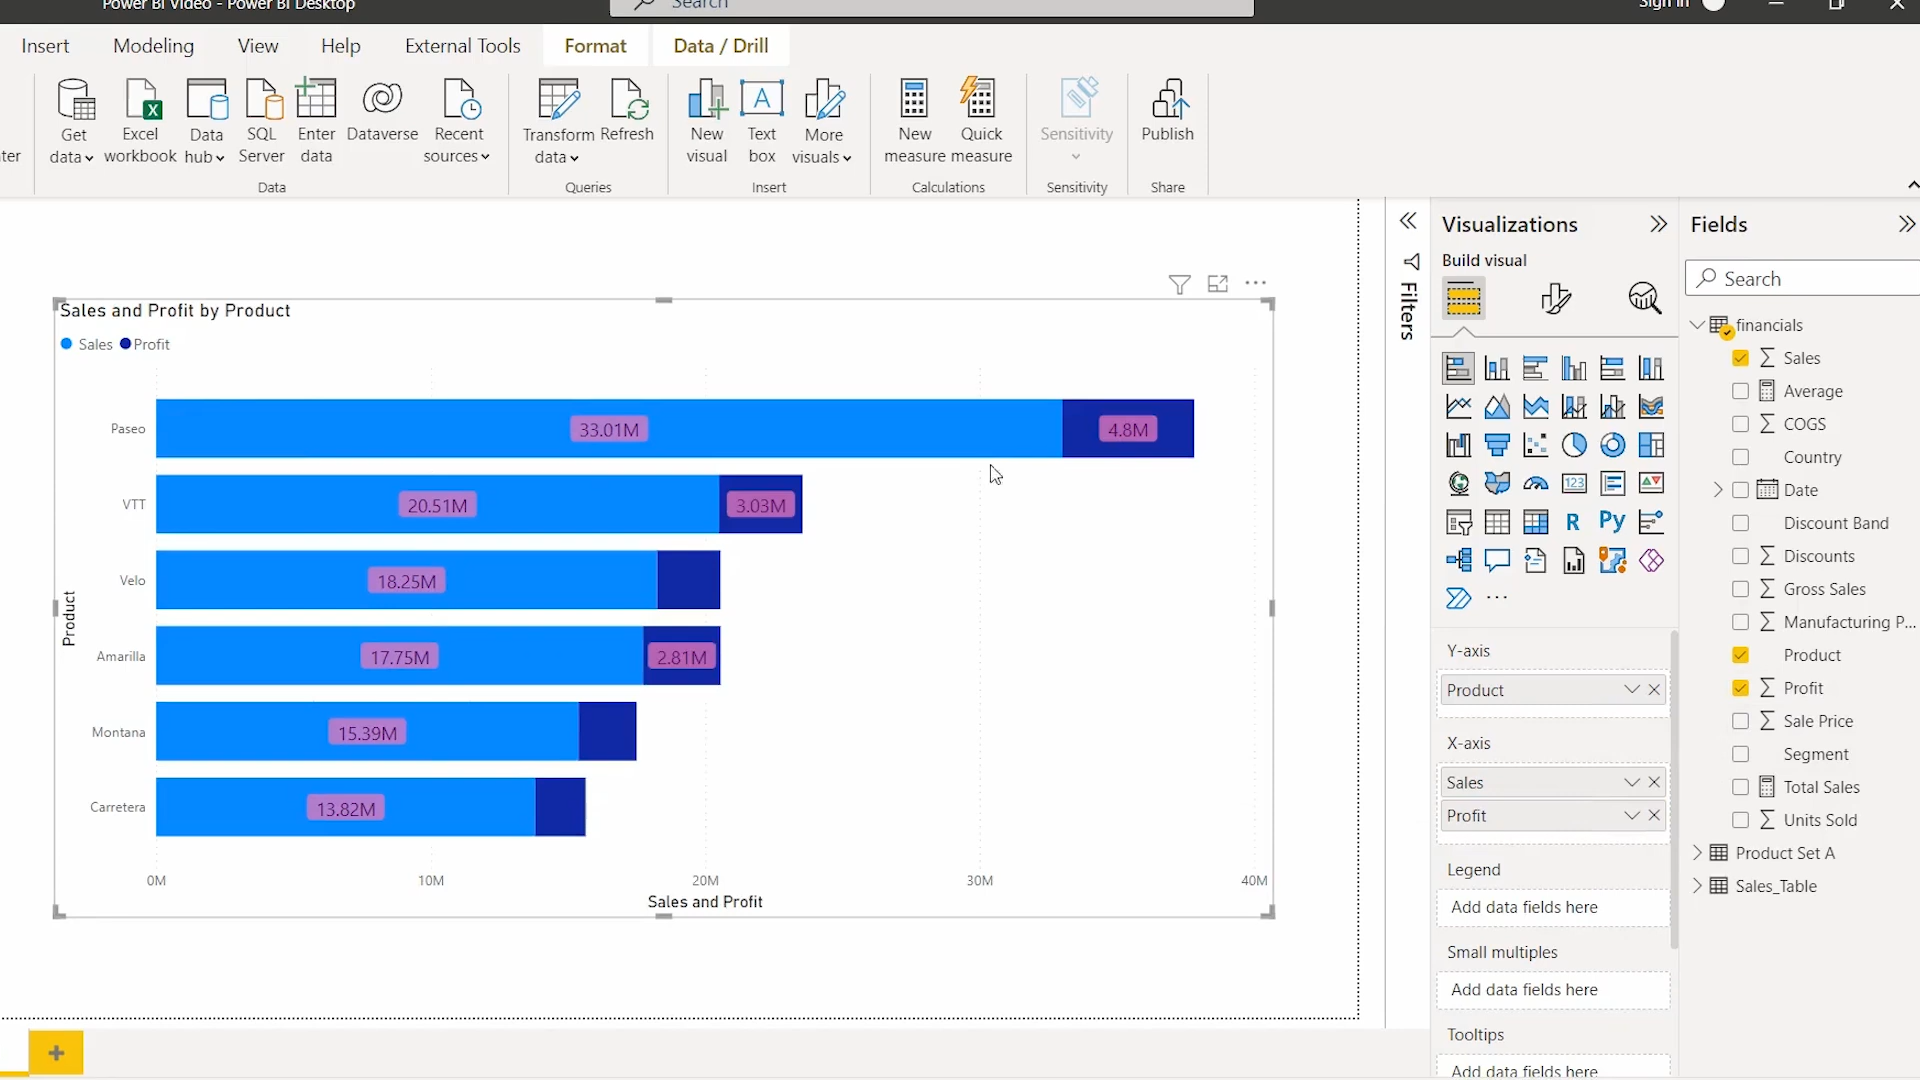 Power BI Video - Power BI Desktop
Search
Sign in
Insert
Modeling
View
Help
External Tools
Format
Data / Drill
ter
Get
data
Excel
workbook
Data
hub
SQL
Server
Enter
data
Dataverse
Recent
sources
Transform
data
Refresh
New
visual
A
Text
box
More
visuals
New
measure
Quick
measure
Sensitivity
Publish
Data
Queries
Insert
Calculations
Sensitivity
Share
Sales and Profit by Product
Sales
Profit
Product
Paseo
33.01M
4.8M
VTT
20.51M
3.03M
Velo
18.25M
Amarilla
17.75M
2.81M
Montana
15.39M
Carretera
13.82M
0M
10M
20M
30M
40M
Sales and Profit
Filters
Visualizations
Build visual
123
R
Py
Y-axis
Product
X-axis
Sales
Profit
Legend
Add data fields here
Small multiples
Add data fields here
Tooltips
Add data fields here
Fields
Search
financials
Sales
Average
COGS
Country
Date
Discount Band
Discounts
Gross Sales
Manufacturing P...
Product
Profit
Sale Price
Segment
Total Sales
Units Sold
Product Set A
Sales_Table